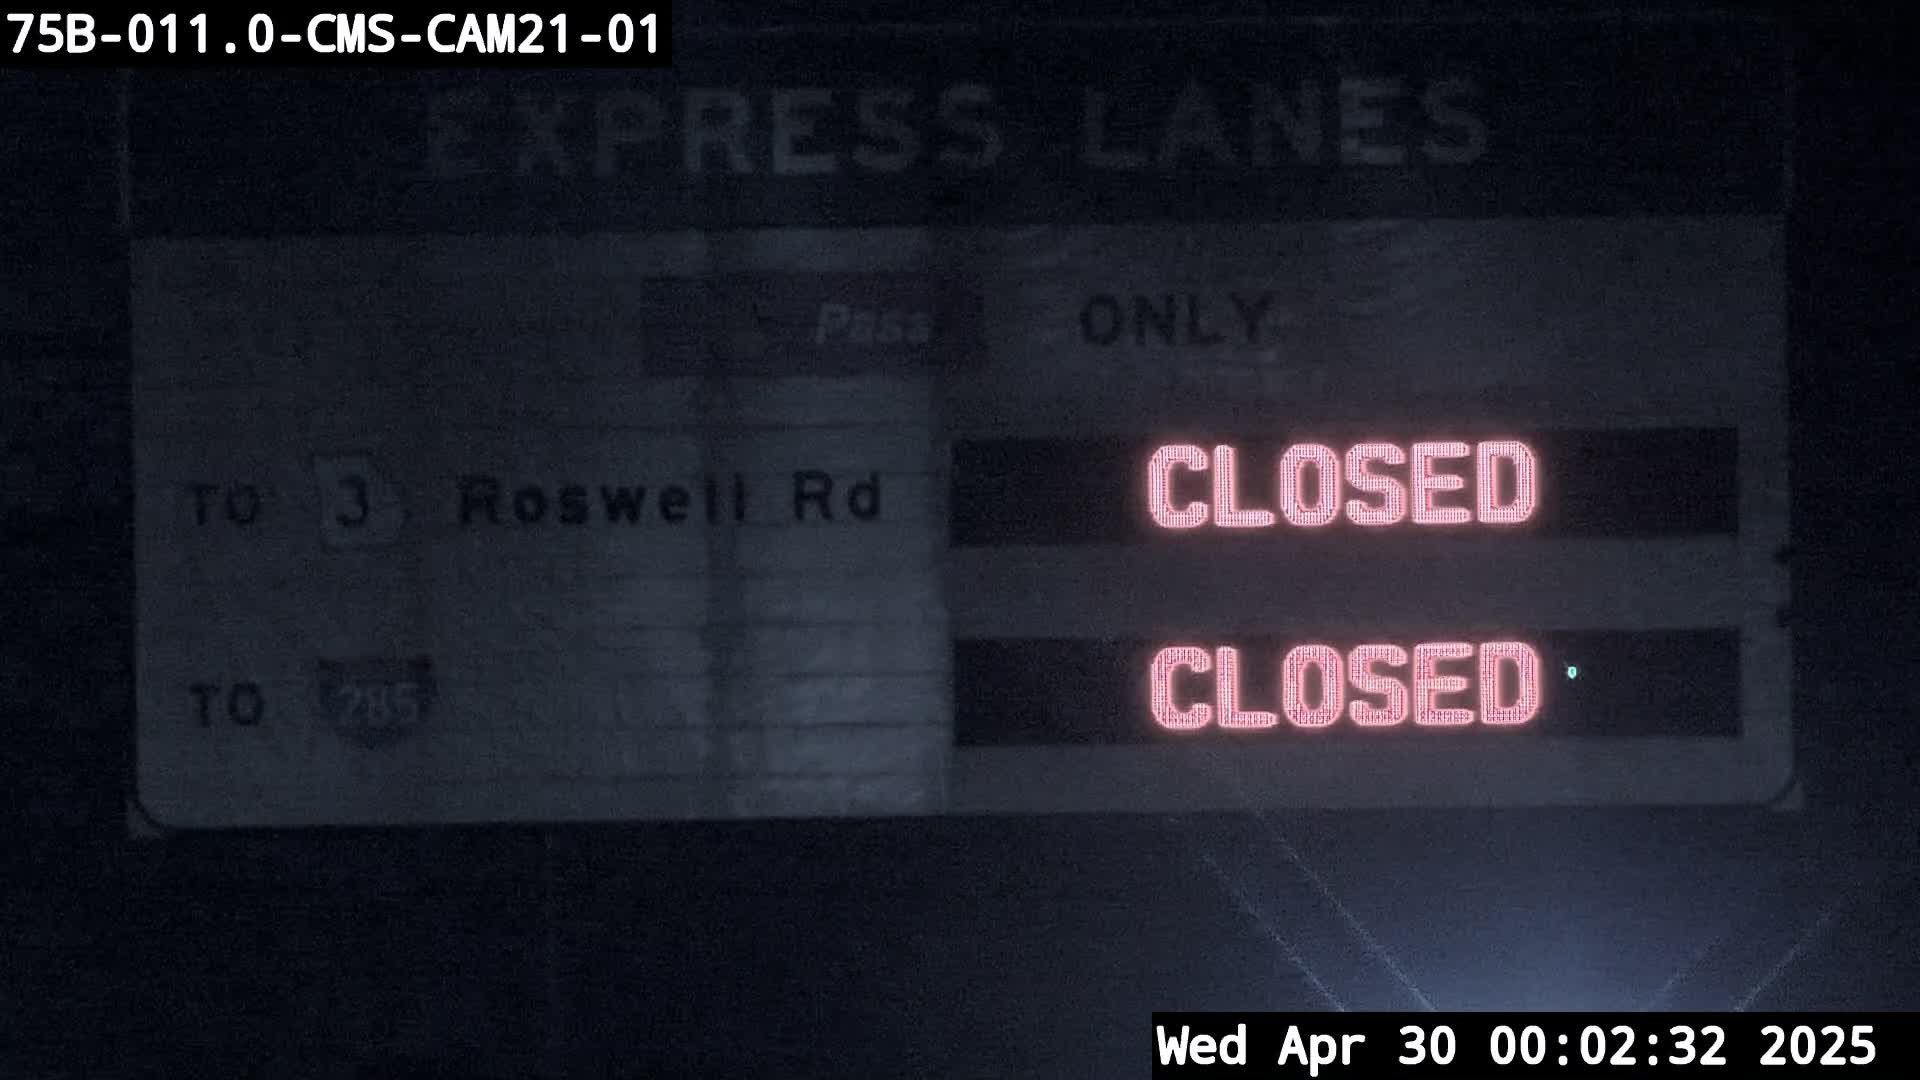 75B-011.0-CMS-CAM21-01
EXPRESS LANES
Pass ONLY
TO 3 Roswell Rd CLOSED
TO 285 CLOSED
Wed Apr 30 00:02:32 2025